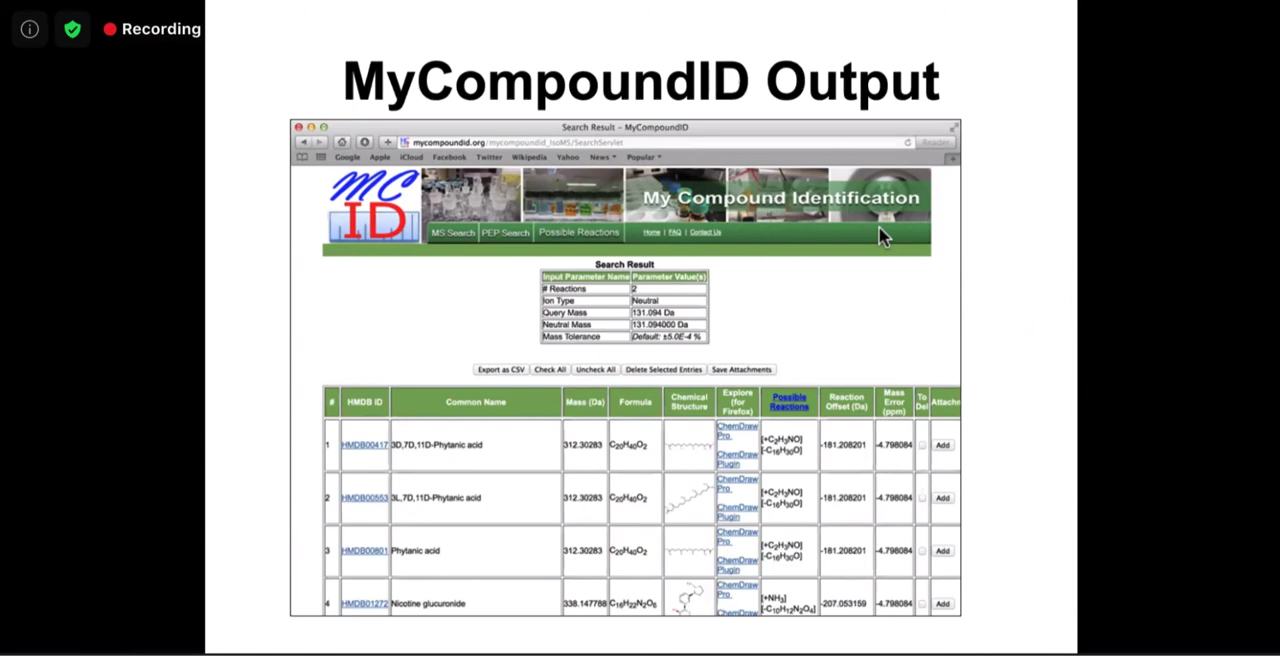 Recording
MyCompoundID Output
Search Result – MyCompoundID
mycompoundid.org/mycompoundid_IsoMS/SearchServlet
Reader
Google Apple iCloud Facebook Twitter Wikipedia Yahoo News Popular
MC
ID
My Compound Identification
MS Search PEP Search Possible Reactions Home | FAQ | Contact Us
Search Result
Input Parameter Name Parameter Value(s)
# Reactions 2
Ion Type Neutral
Query Mass 131.094 Da
Neutral Mass 131.094000 Da
Mass Tolerance Default: ±5.0E-4 %
Export as CSV Check All Uncheck All Delete Selected Entries Save Attachments
# HMDB ID Common Name Mass (Da) Formula Chemical Structure Explore (for Firefox) Possible Reactions Reaction Offset (Da) Mass Error (ppm) To Del Attachm
1 HMDB00417 3D,7D,11D-Phytanic acid 312.30283 C₂₀H₄₀O₂ ChemDraw Pro ChemDraw Plugin [+C₂H₃NO] [-C₁₆H₃₀O] -181.208201 -4.798084 Add
2 HMDB00553 3L,7D,11D-Phytanic acid 312.30283 C₂₀H₄₀O₂ ChemDraw Pro ChemDraw Plugin [+C₂H₃NO] [-C₁₆H₃₀O] -181.208201 -4.798084 Add
3 HMDB00801 Phytanic acid 312.30283 C₂₀H₄₀O₂ ChemDraw Pro ChemDraw Plugin [+C₂H₃NO] [-C₁₆H₃₀O] -181.208201 -4.798084 Add
4 HMDB01272 Nicotine glucuronide 338.147788 C₁₆H₂₂N₂O₆ ChemDraw Pro ChemDraw [+NH₃] [-C₁₀H₁₂N₂O₄] -207.053159 -4.798084 Add